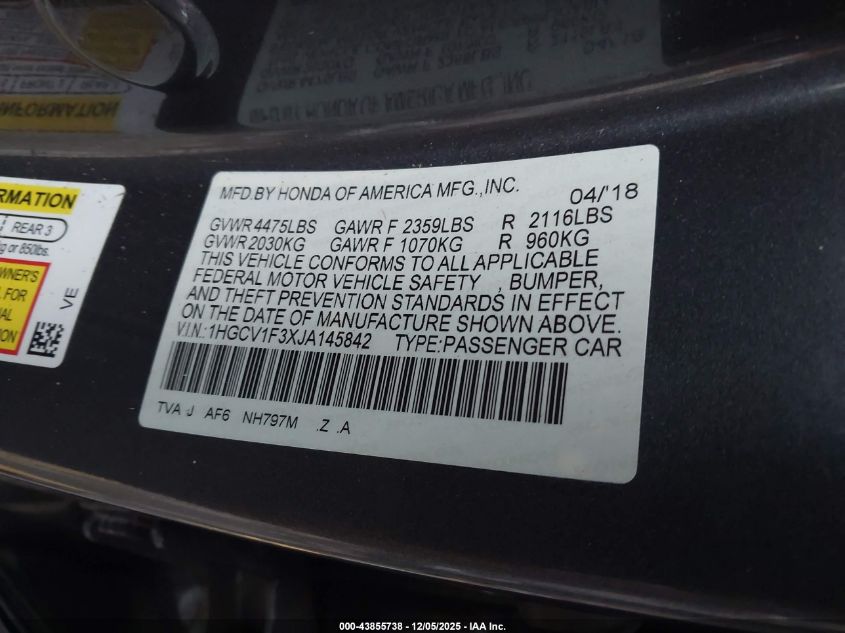 MFD.BY HONDA OF AMERICA MFG.,INC. 04/'18
GVWR 4475LBS GAWR F 2359LBS R 2116LBS
GVWR 2030KG GAWR F 1070KG R 960KG
THIS VEHICLE CONFORMS TO ALL APPLICABLE
FEDERAL MOTOR VEHICLE SAFETY , BUMPER,
AND THEFT PREVENTION STANDARDS IN EFFECT
ON THE DATE OF MANUFACTURE SHOWN ABOVE.
V.I.N.:1HGCV1F3XJA145842 TYPE:PASSENGER CAR
TVA J AF6 NH797M .Z .A
REAR 3
or 850lbs.
VE
000-43855738 - 12/05/2025 - IAA Inc.